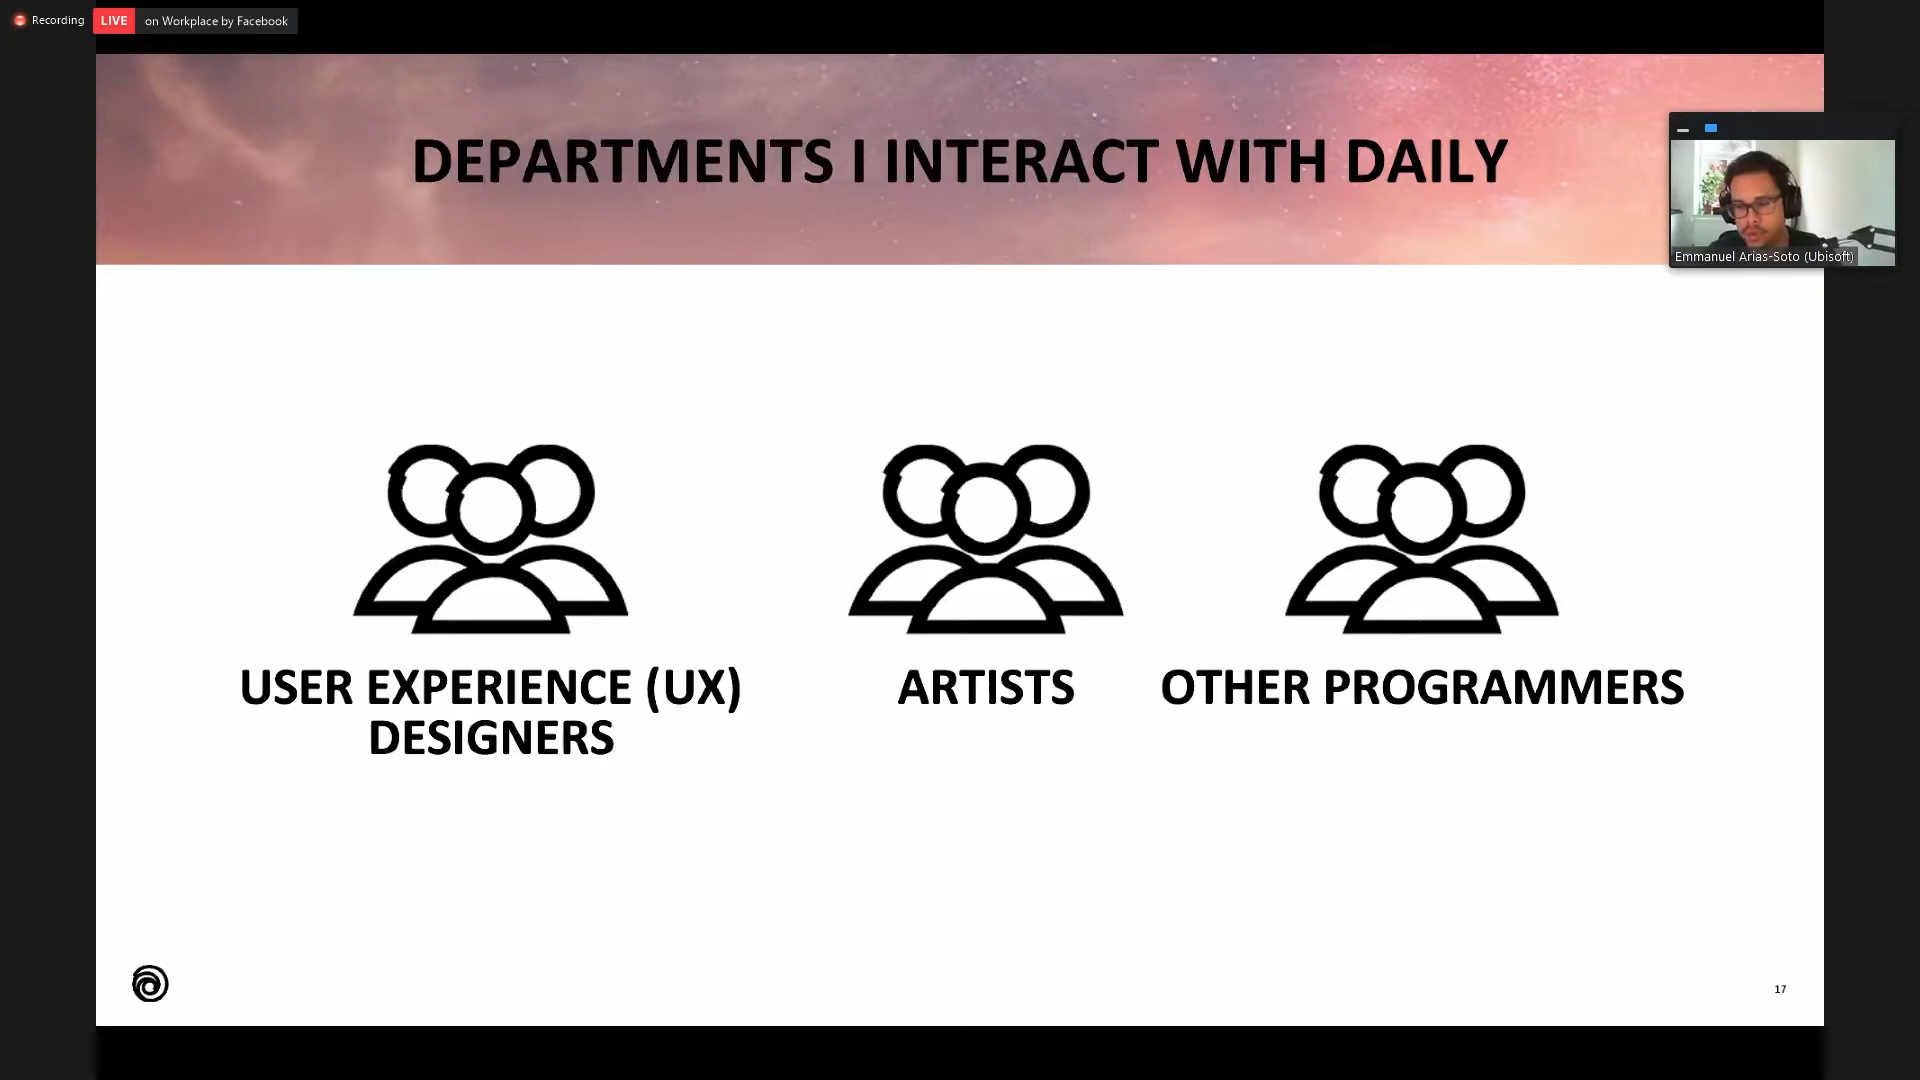 Recording
LIVE on Workplace by Facebook
DEPARTMENTS I INTERACT WITH DAILY
Emmanuel Arias-Soto (Ubisoft)
USER EXPERIENCE (UX)
DESIGNERS
ARTISTS
OTHER PROGRAMMERS
17